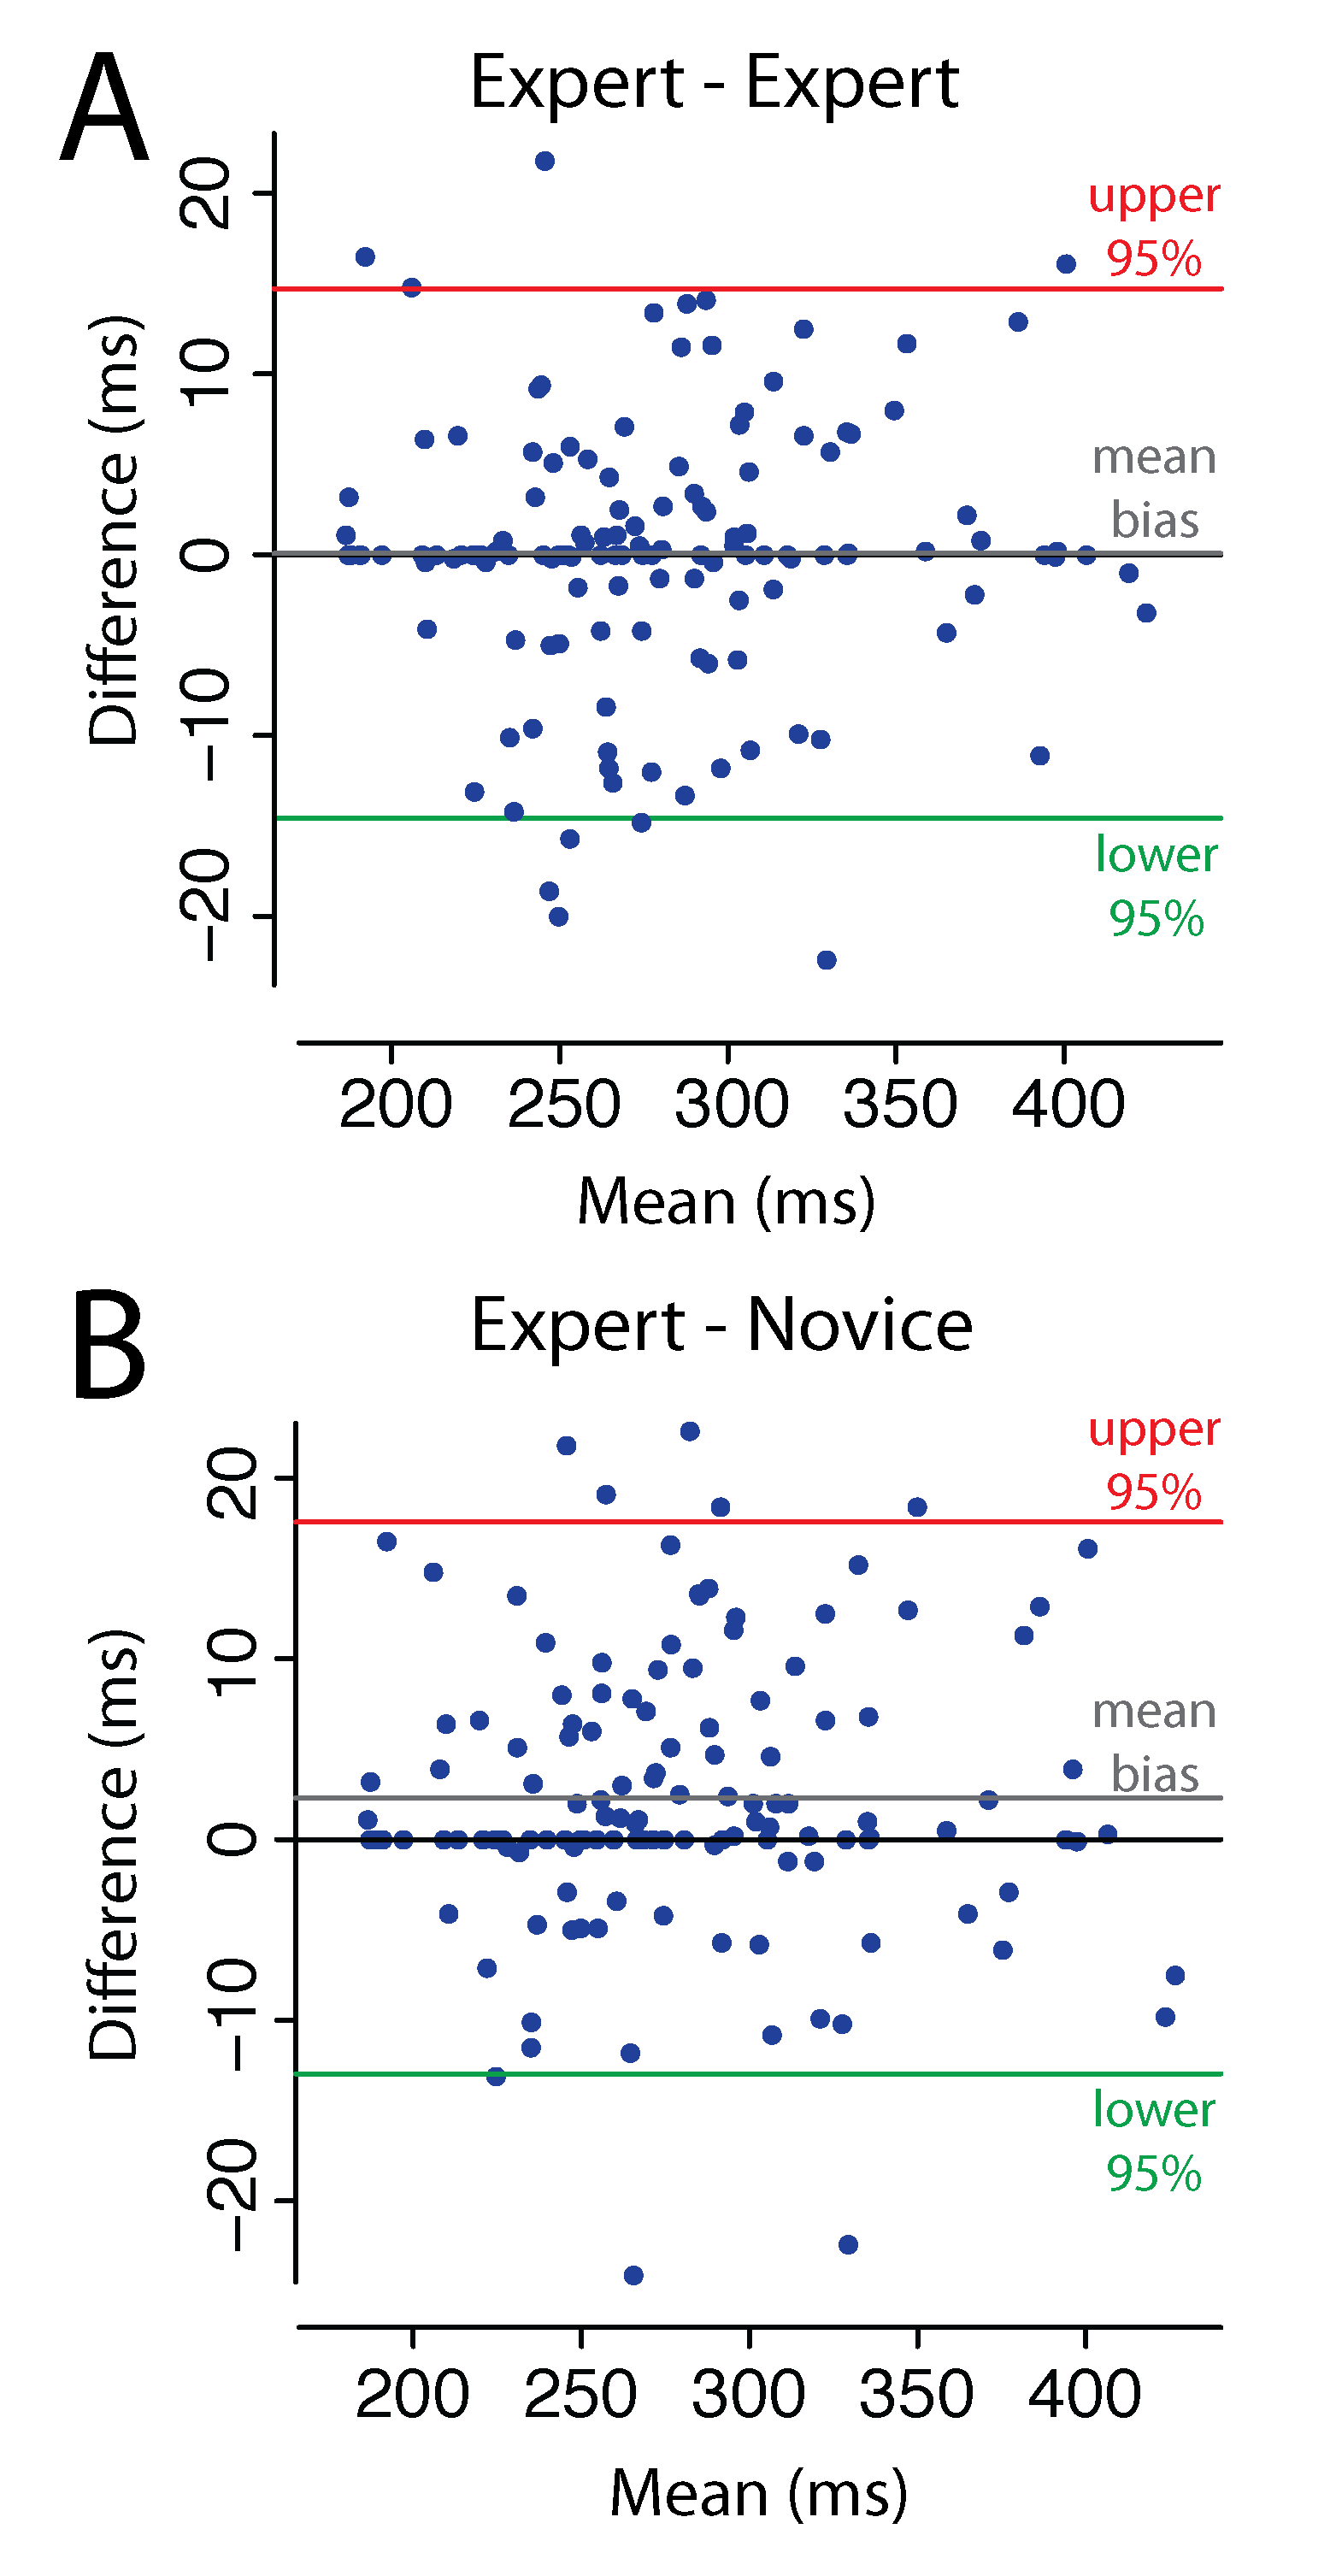 A
Expert - Expert
20
10
0
−10
−20
Difference (ms)
upper
95%
mean
bias
lower
95%
200 250 300 350 400
Mean (ms)
B
Expert - Novice
20
10
0
−10
−20
Difference (ms)
upper
95%
mean
bias
lower
95%
200 250 300 350 400
Mean (ms)